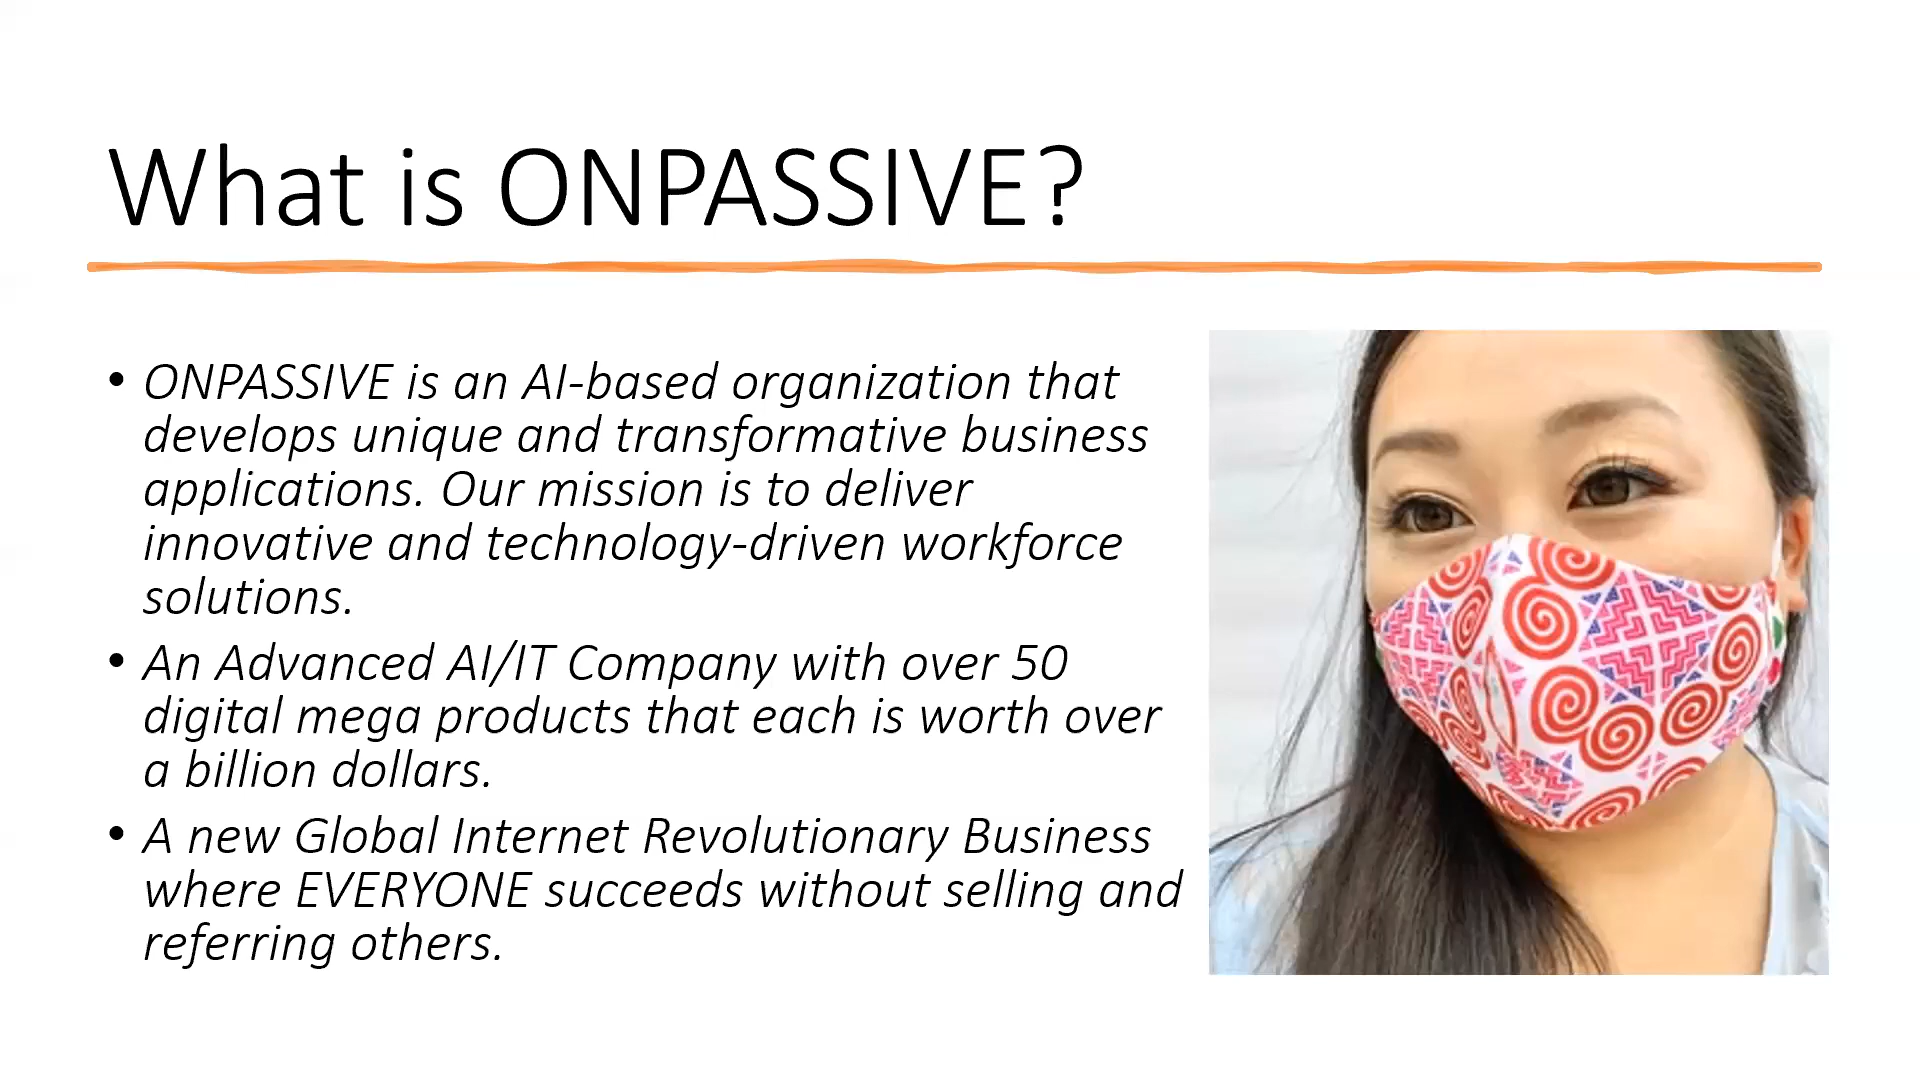 What is ONPASSIVE?
• ONPASSIVE is an AI-based organization that
develops unique and transformative business
applications. Our mission is to deliver
innovative and technology-driven workforce
solutions.
• An Advanced AI/IT Company with over 50
digital mega products that each is worth over
a billion dollars.
• A new Global Internet Revolutionary Business
where EVERYONE succeeds without selling and
referring others.